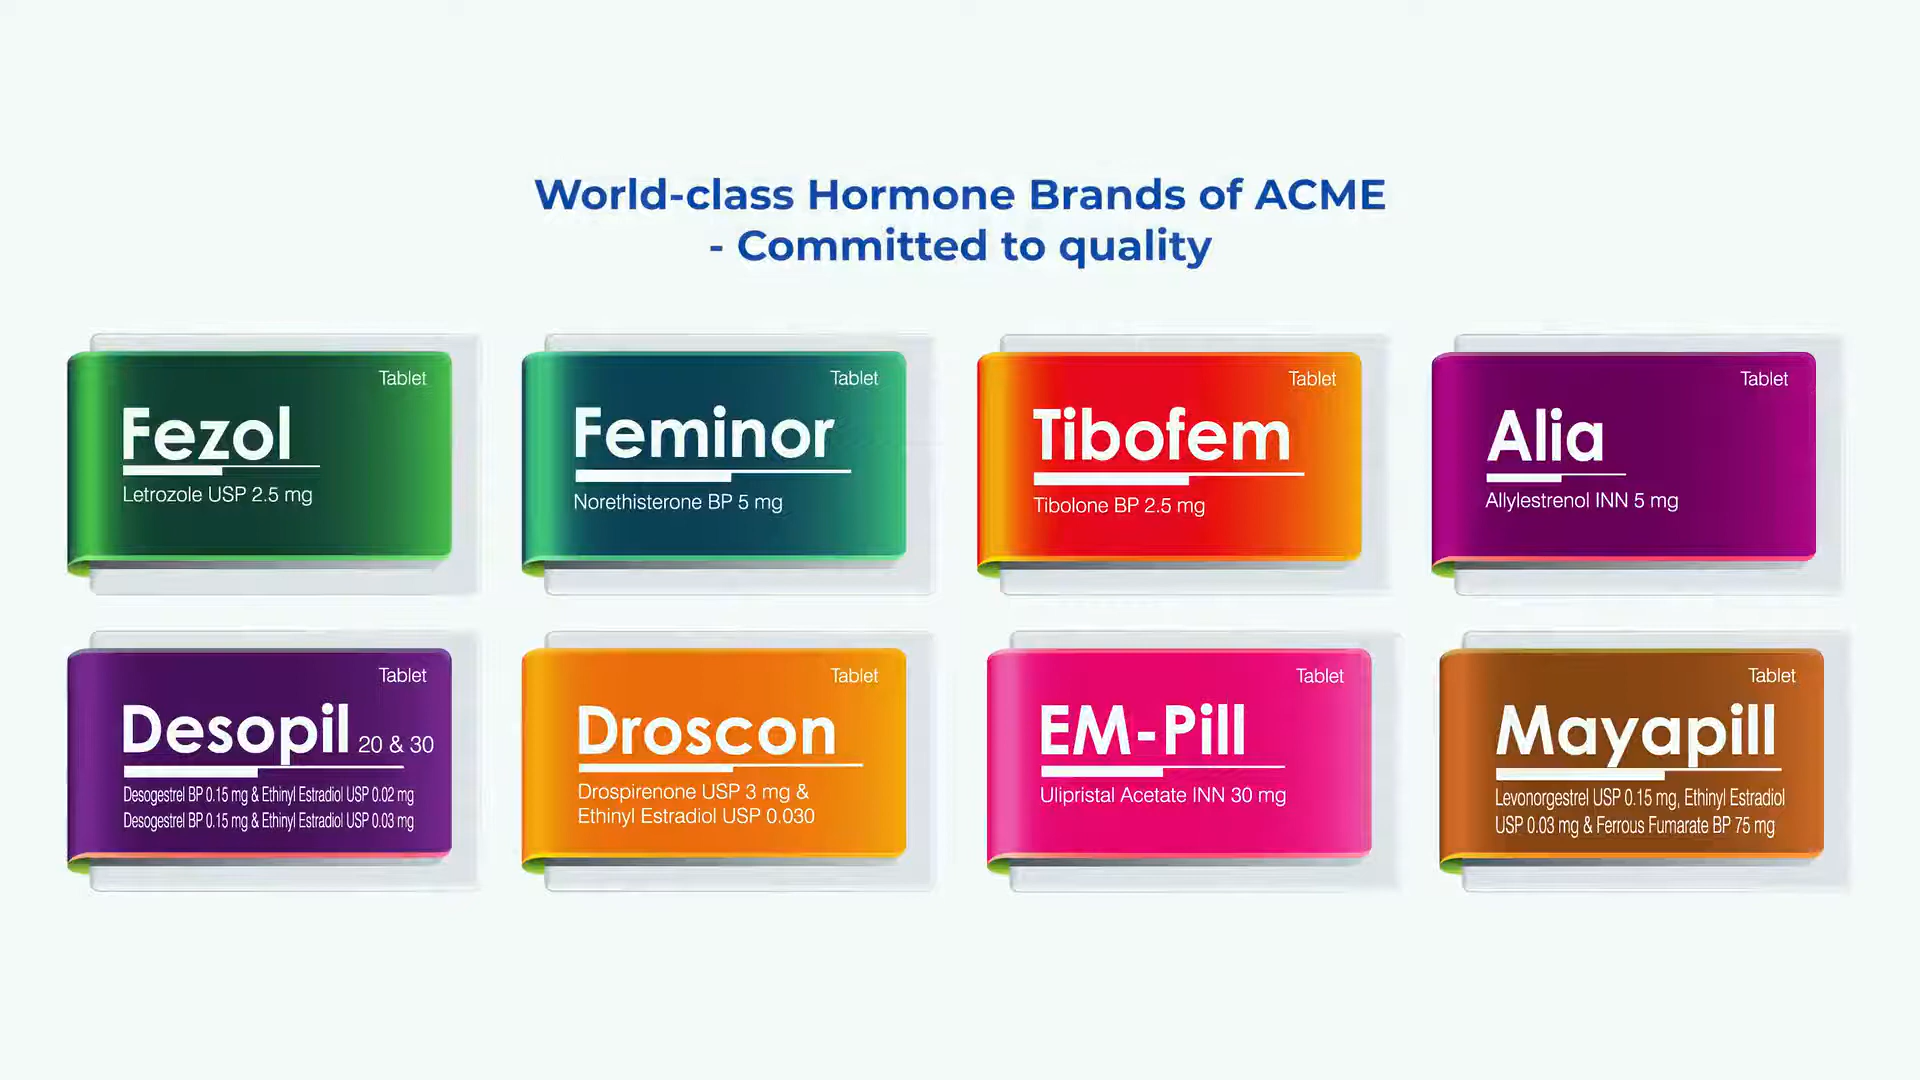 World-class Hormone Brands of ACME
- Committed to quality
Tablet
Fezol
Letrozole USP 2.5 mg
Tablet
Feminor
Norethisterone BP 5 mg
Tablet
Tibofem
Tibolone BP 2.5 mg
Tablet
Alia
Allylestrenol INN 5 mg
Tablet
Desopil 20 & 30
Desogestrel BP 0.15 mg & Ethinyl Estradiol USP 0.02 mg
Desogestrel BP 0.15 mg & Ethinyl Estradiol USP 0.03 mg
Tablet
Droscon
Drospirenone USP 3 mg &
Ethinyl Estradiol USP 0.030
Tablet
EM-Pill
Ulipristal Acetate INN 30 mg
Tablet
Mayapill
Levonorgestrel USP 0.15 mg, Ethinyl Estradiol
USP 0.03 mg & Ferrous Fumarate BP 75 mg